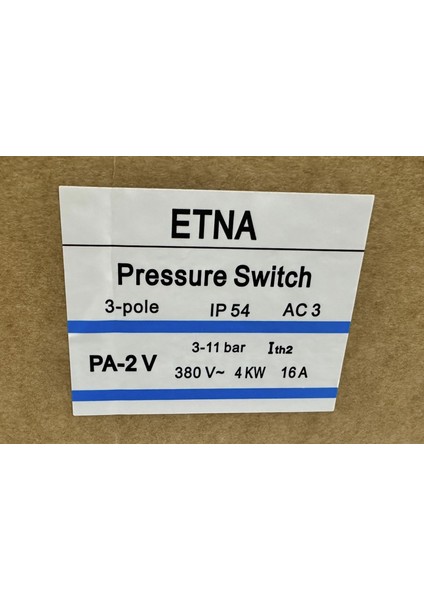 ETNA
Pressure Switch
3-pole IP 54 AC 3
PA-2 V
3-11 bar Ith2
380 V~ 4 KW 16 A